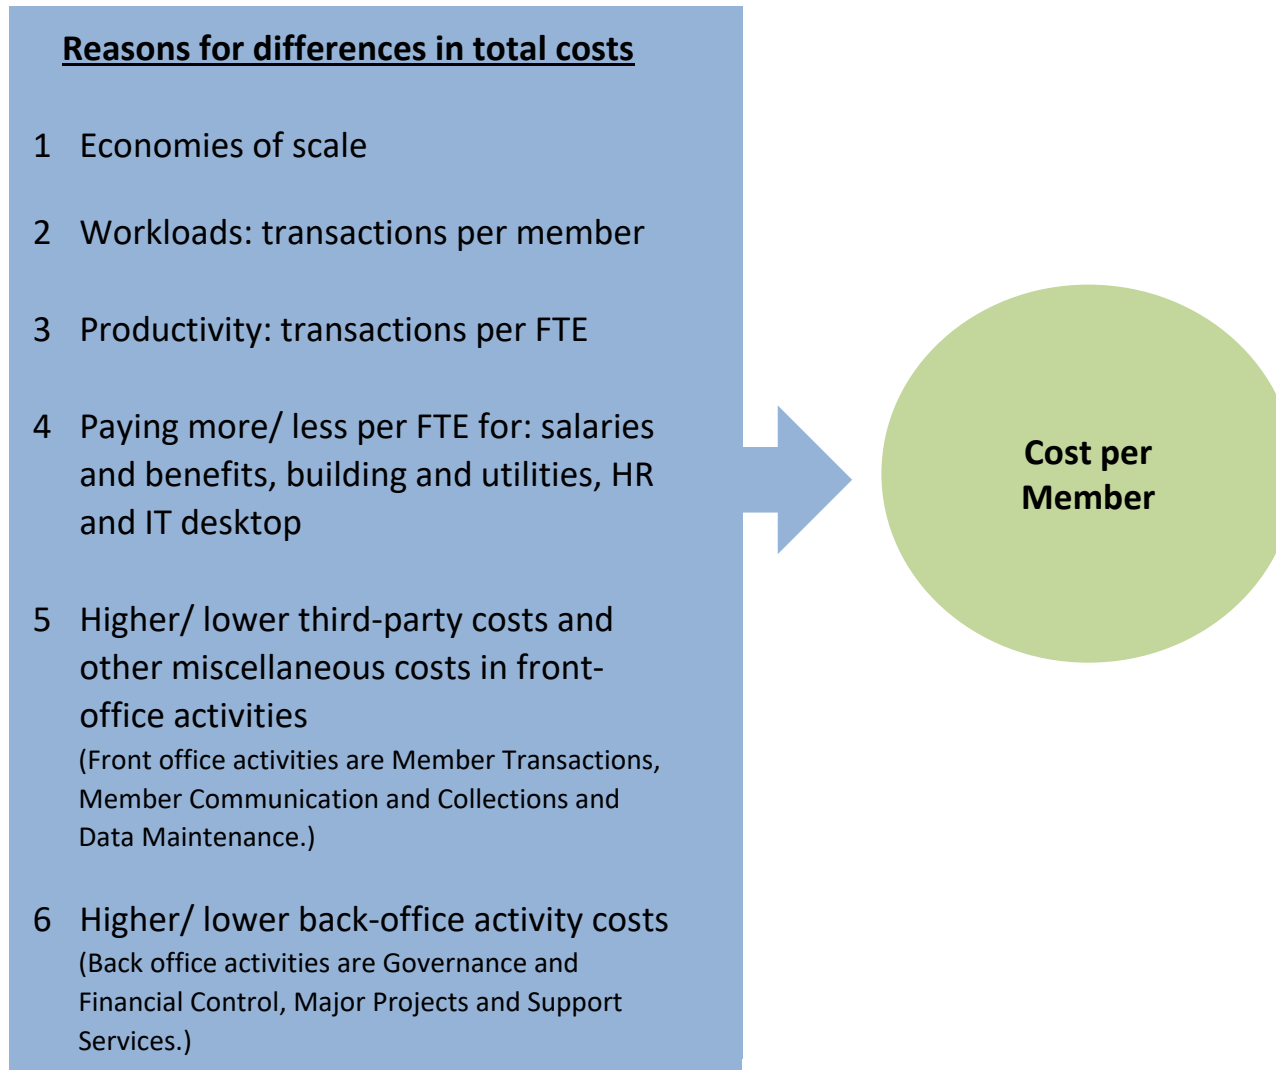 Reasons for differences in total costs
1 Economies of scale
2 Workloads: transactions per member
3 Productivity: transactions per FTE
4 Paying more/ less per FTE for: salaries
and benefits, building and utilities, HR
and IT desktop
5 Higher/ lower third-party costs and
other miscellaneous costs in front-
office activities
(Front office activities are Member Transactions,
Member Communication and Collections and
Data Maintenance.)
6 Higher/ lower back-office activity costs
(Back office activities are Governance and
Financial Control, Major Projects and Support
Services.)
Cost per
Member